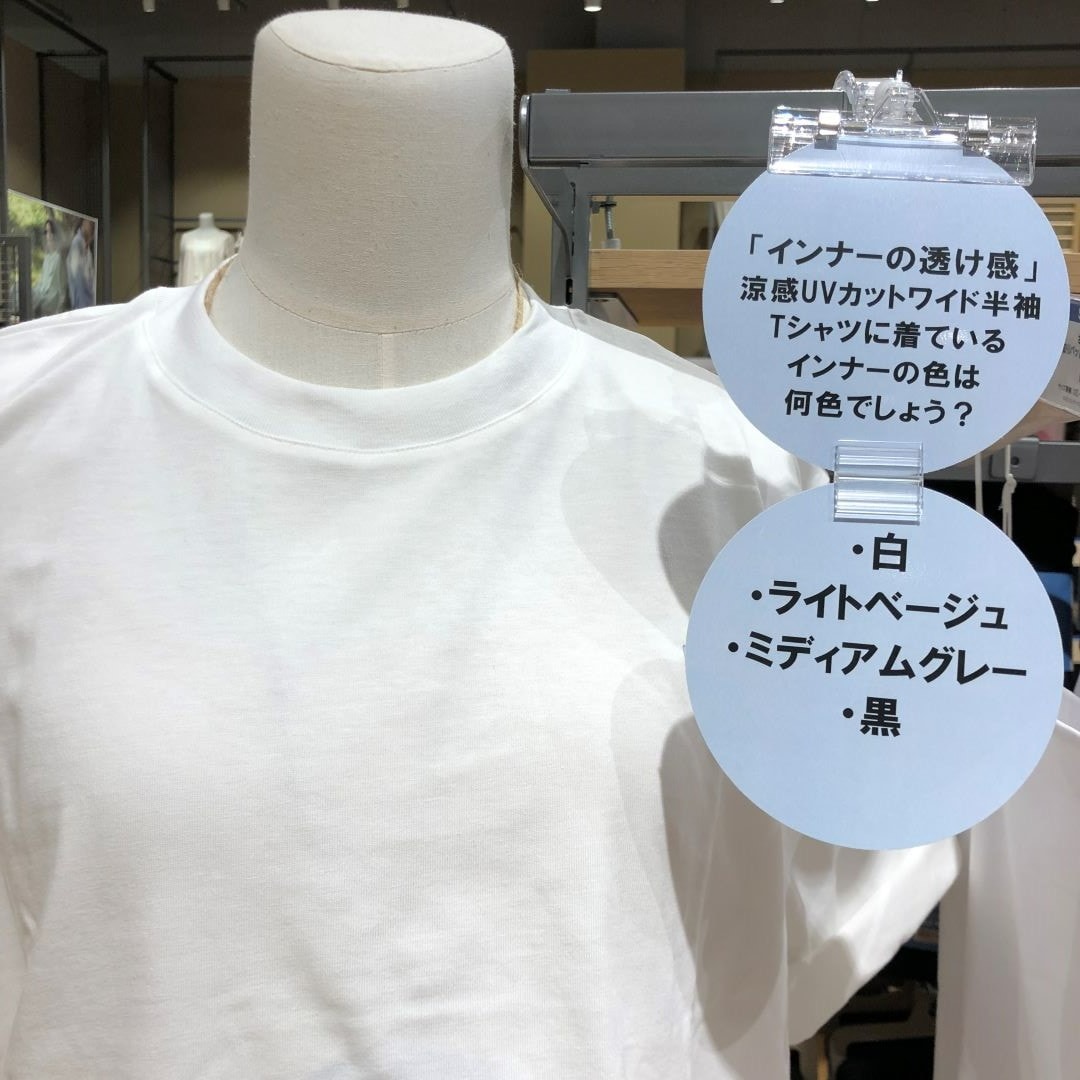 「インナーの透け感」
涼感UVカットワイド半袖
Tシャツに着ている
インナーの色は
何色でしょう？
・白
・ライトベージュ
・ミディアムグレー
・黒